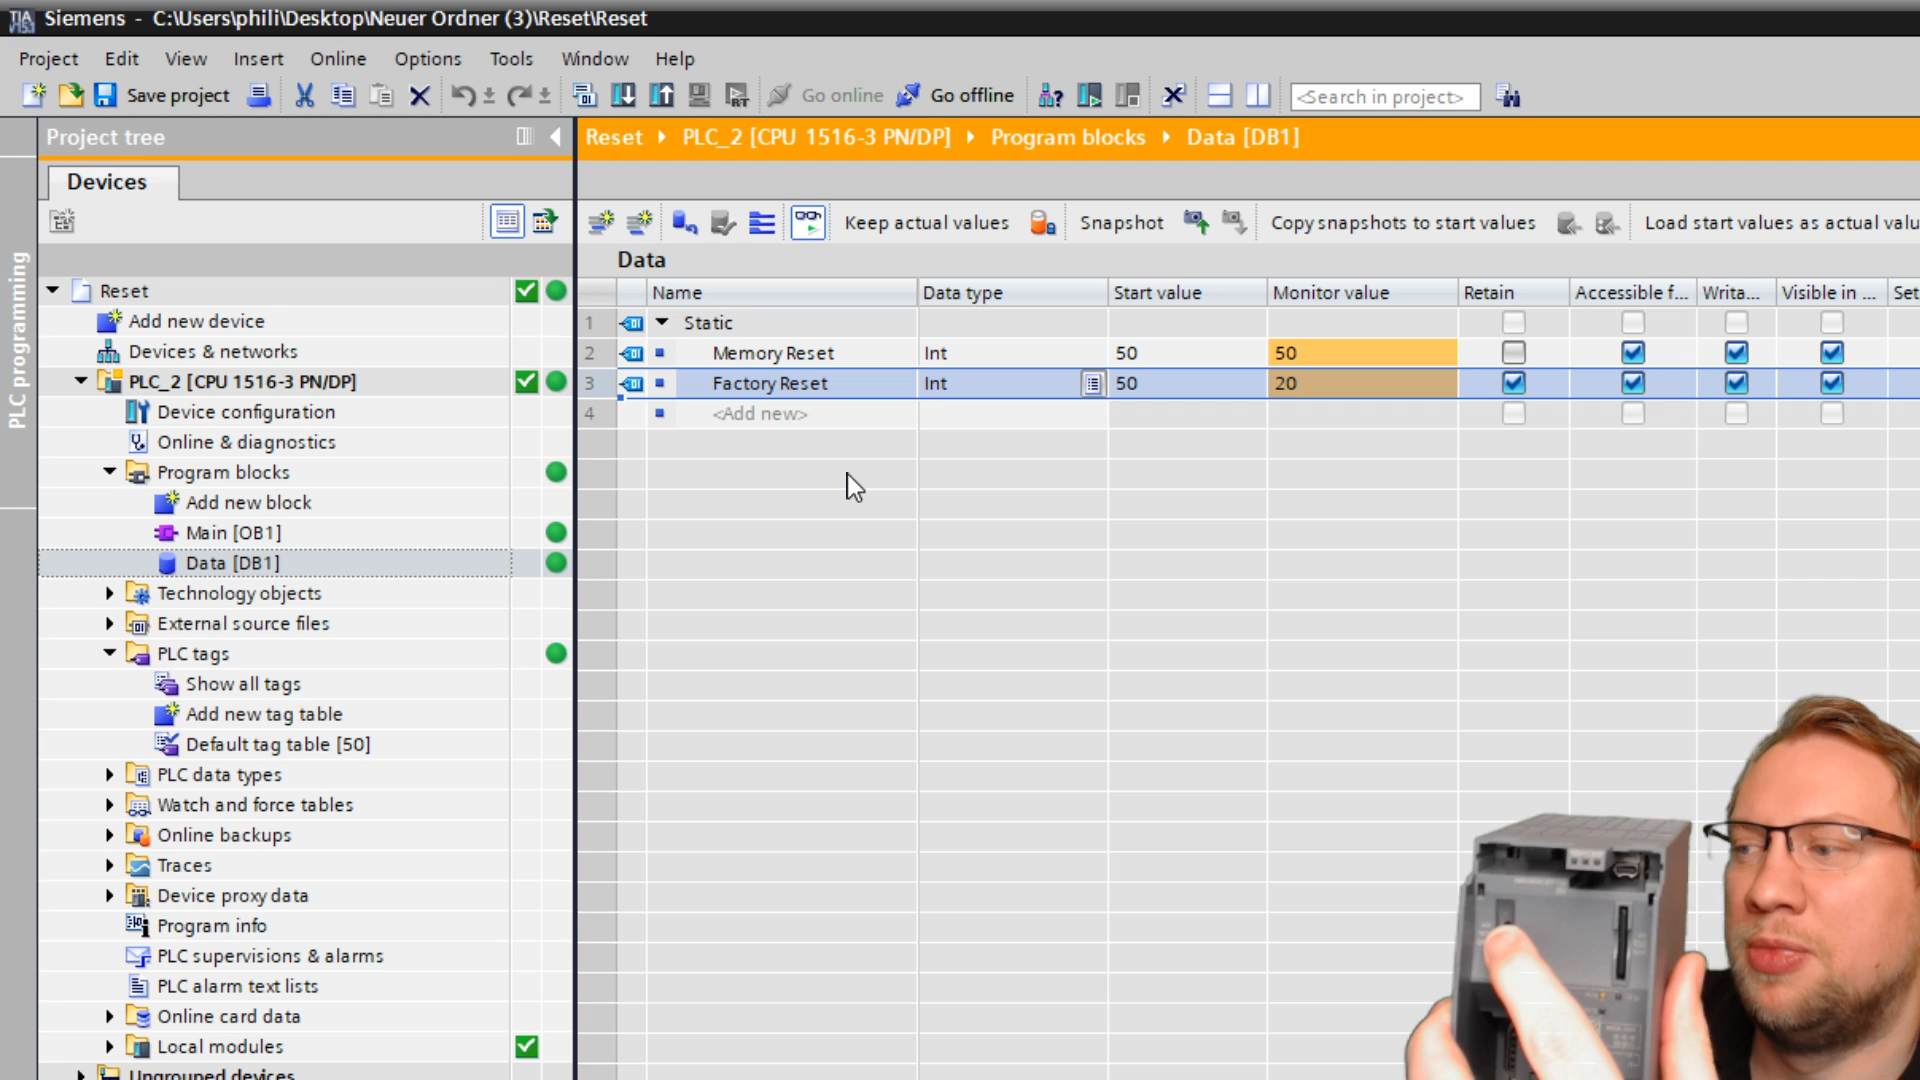 TIA V15.1 Siemens - C:\Users\phili\Desktop\Neuer Ordner (3)\Reset\Reset
Project Edit View Insert Online Options Tools Window Help
Save project Go online Go offline <Search in project>
Project tree
Reset PLC_2 [CPU 1516-3 PN/DP] Program blocks Data [DB1]
Devices
Keep actual values Snapshot Copy snapshots to start values Load start values as actual valu
PLC programming
Data
Name Data type Start value Monitor value Retain Accessible f... Writa... Visible in ... Set
1 Static
2 Memory Reset Int 50 50
3 Factory Reset Int 50 20
4 <Add new>
Reset
Add new device
Devices & networks
PLC_2 [CPU 1516-3 PN/DP]
Device configuration
Online & diagnostics
Program blocks
Add new block
Main [OB1]
Data [DB1]
Technology objects
External source files
PLC tags
Show all tags
Add new tag table
Default tag table [50]
PLC data types
Watch and force tables
Online backups
Traces
Device proxy data
Program info
PLC supervisions & alarms
PLC alarm text lists
Online card data
Local modules
Ungrouped devices